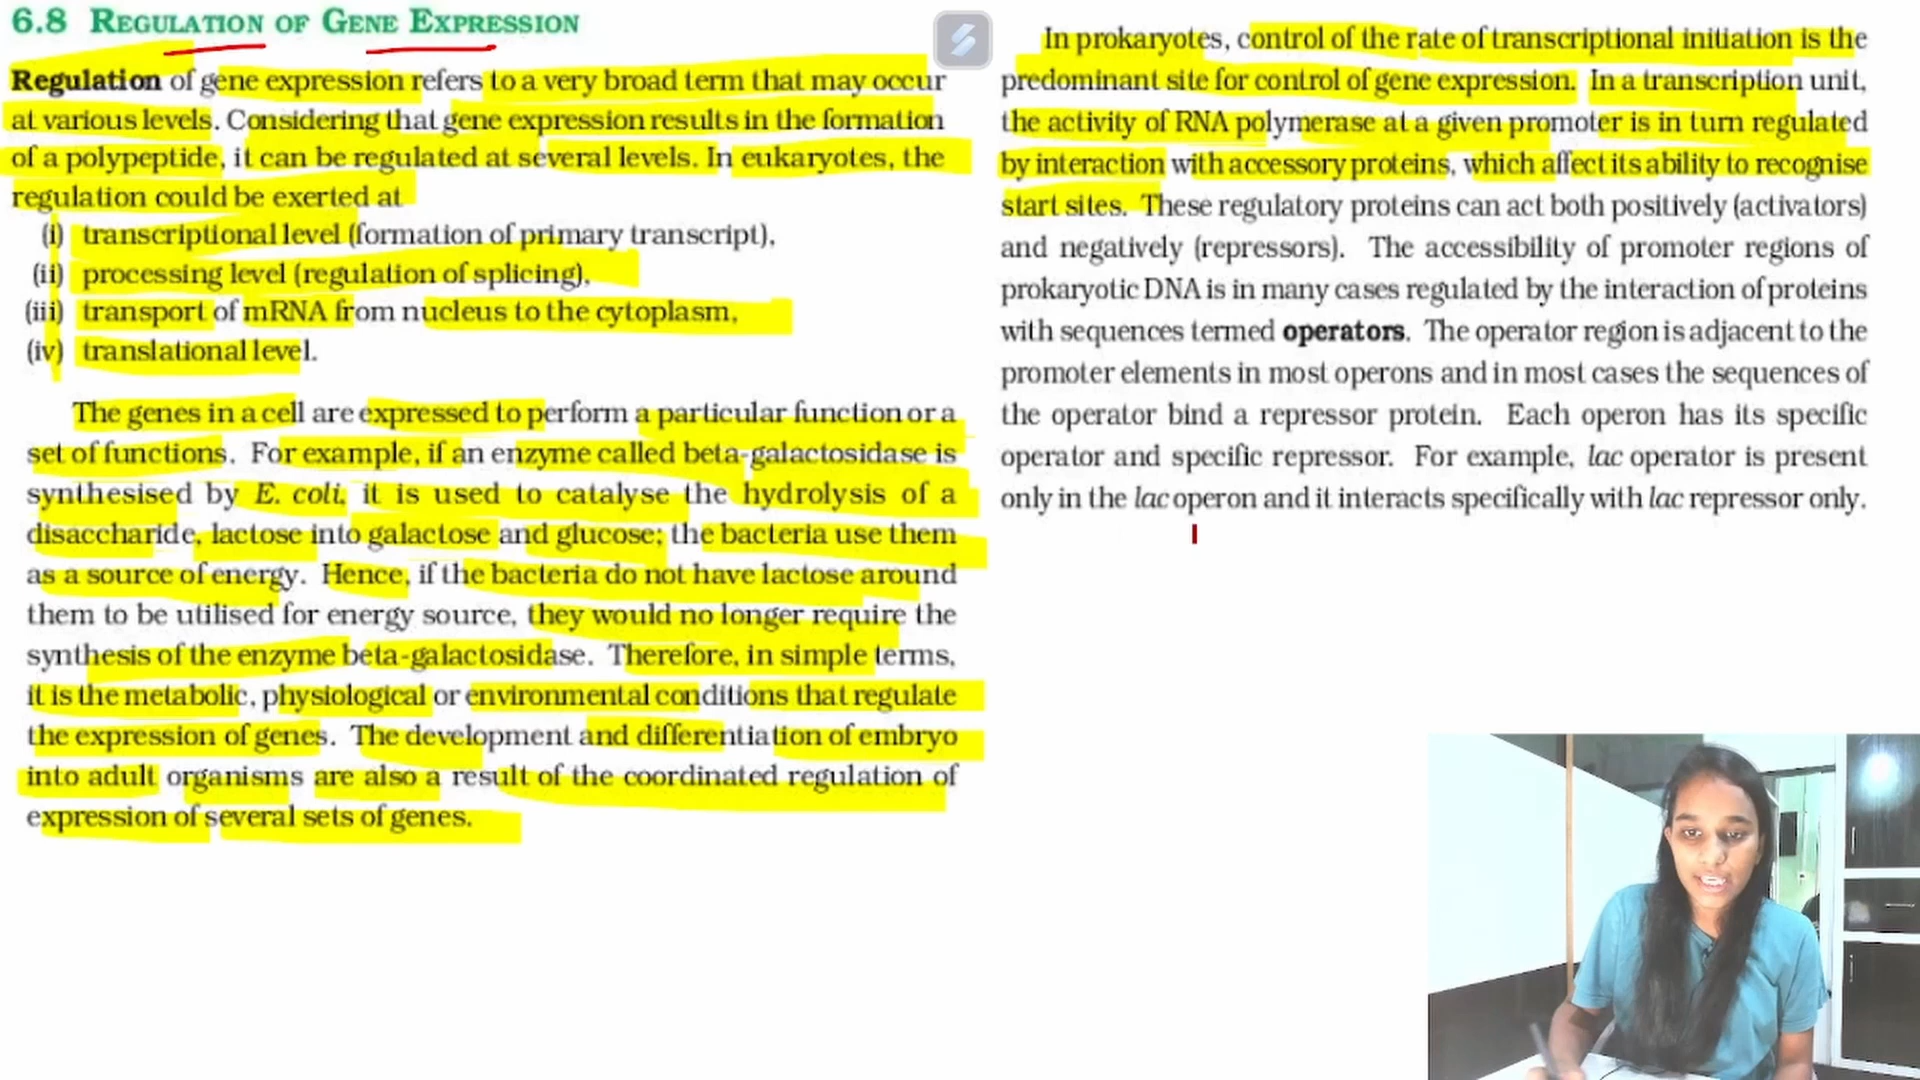 6.8 REGULATION OF GENE EXPRESSION
Regulation of gene expression refers to a very broad term that may occur
at various levels. Considering that gene expression results in the formation
of a polypeptide, it can be regulated at several levels. In eukaryotes, the
regulation could be exerted at
(i) transcriptional level (formation of primary transcript),
(ii) processing level (regulation of splicing),
(iii) transport of mRNA from nucleus to the cytoplasm,
(iv) translational level.
The genes in a cell are expressed to perform a particular function or a
set of functions. For example, if an enzyme called beta-galactosidase is
synthesised by E. coli, it is used to catalyse the hydrolysis of a
disaccharide, lactose into galactose and glucose; the bacteria use them
as a source of energy. Hence, if the bacteria do not have lactose around
them to be utilised for energy source, they would no longer require the
synthesis of the enzyme beta-galactosidase. Therefore, in simple terms,
it is the metabolic, physiological or environmental conditions that regulate
the expression of genes. The development and differentiation of embryo
into adult organisms are also a result of the coordinated regulation of
expression of several sets of genes.
In prokaryotes, control of the rate of transcriptional initiation is the
predominant site for control of gene expression. In a transcription unit,
the activity of RNA polymerase at a given promoter is in turn regulated
by interaction with accessory proteins, which affect its ability to recognise
start sites. These regulatory proteins can act both positively (activators)
and negatively (repressors). The accessibility of promoter regions of
prokaryotic DNA is in many cases regulated by the interaction of proteins
with sequences termed operators. The operator region is adjacent to the
promoter elements in most operons and in most cases the sequences of
the operator bind a repressor protein. Each operon has its specific
operator and specific repressor. For example, lac operator is present
only in the lac operon and it interacts specifically with lac repressor only.